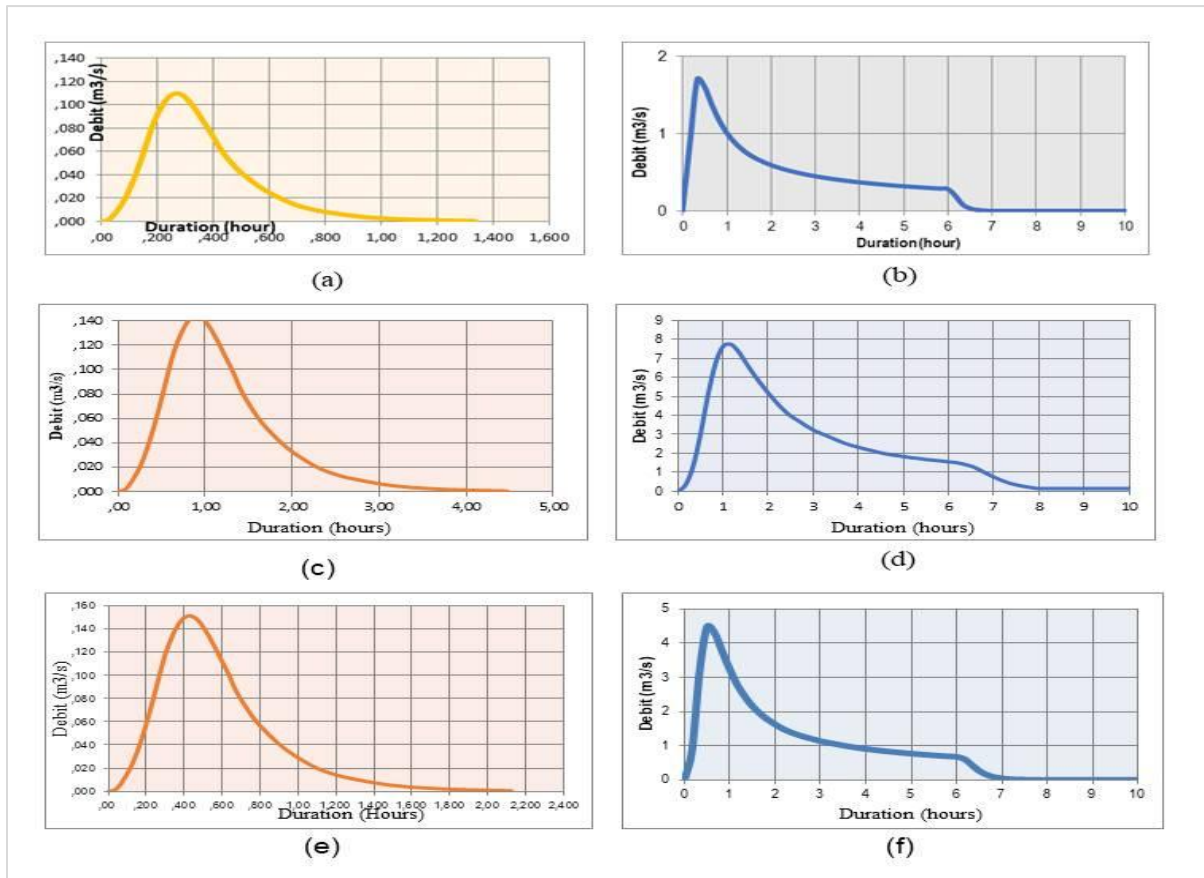 Debit (m3/s)
,140
,120
,100
,080
,060
,040
,020
,000
,00 ,200 ,400 ,600 ,800 1,00 1,200 1,400 1,600
Duration (hour)
(a)
Debit (m3/s)
2
1
0
0 1 2 3 4 5 6 7 8 9 10
Duration(hour)
(b)
Debit (m3/s)
,140
,120
,100
,080
,060
,040
,020
,000
,00 1,00 2,00 3,00 4,00 5,00
Duration (hours)
(c)
Debit (m3/s)
9
8
7
6
5
4
3
2
1
0
0 1 2 3 4 5 6 7 8 9 10
Duration (hours)
(d)
Debit (m3/s)
,160
,140
,120
,100
,080
,060
,040
,020
,000
,00 ,200 ,400 ,600 ,800 1,00 1,200 1,400 1,600 1,800 2,00 2,200 2,400
Duration (Hours)
(e)
Debit (m3/s)
5
4
3
2
1
0
0 1 2 3 4 5 6 7 8 9 10
Duration (hours)
(f)